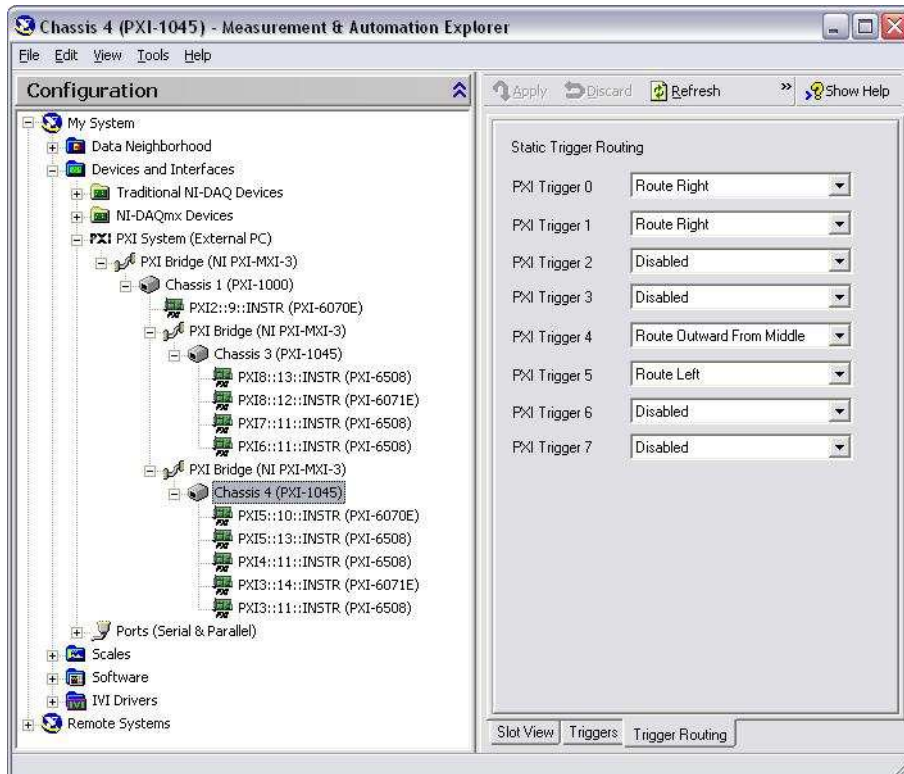 Chassis 4 (PXI-1045) - Measurement & Automation Explorer
File Edit View Tools Help
Configuration
Apply Discard Refresh » Show Help
My System
Data Neighborhood
Devices and Interfaces
Traditional NI-DAQ Devices
NI-DAQmx Devices
PXI PXI System (External PC)
PXI Bridge (NI PXI-MXI-3)
Chassis 1 (PXI-1000)
PXI2::9::INSTR (PXI-6070E)
PXI Bridge (NI PXI-MXI-3)
Chassis 3 (PXI-1045)
PXI8::13::INSTR (PXI-6508)
PXI8::12::INSTR (PXI-6071E)
PXI7::11::INSTR (PXI-6508)
PXI6::11::INSTR (PXI-6508)
PXI Bridge (NI PXI-MXI-3)
Chassis 4 (PXI-1045)
PXI5::10::INSTR (PXI-6070E)
PXI5::13::INSTR (PXI-6508)
PXI4::11::INSTR (PXI-6508)
PXI3::14::INSTR (PXI-6071E)
PXI3::11::INSTR (PXI-6508)
Ports (Serial & Parallel)
Scales
Software
IVI Drivers
Remote Systems
Static Trigger Routing
PXI Trigger 0 Route Right
PXI Trigger 1 Route Right
PXI Trigger 2 Disabled
PXI Trigger 3 Disabled
PXI Trigger 4 Route Outward From Middle
PXI Trigger 5 Route Left
PXI Trigger 6 Disabled
PXI Trigger 7 Disabled
Slot View Triggers Trigger Routing